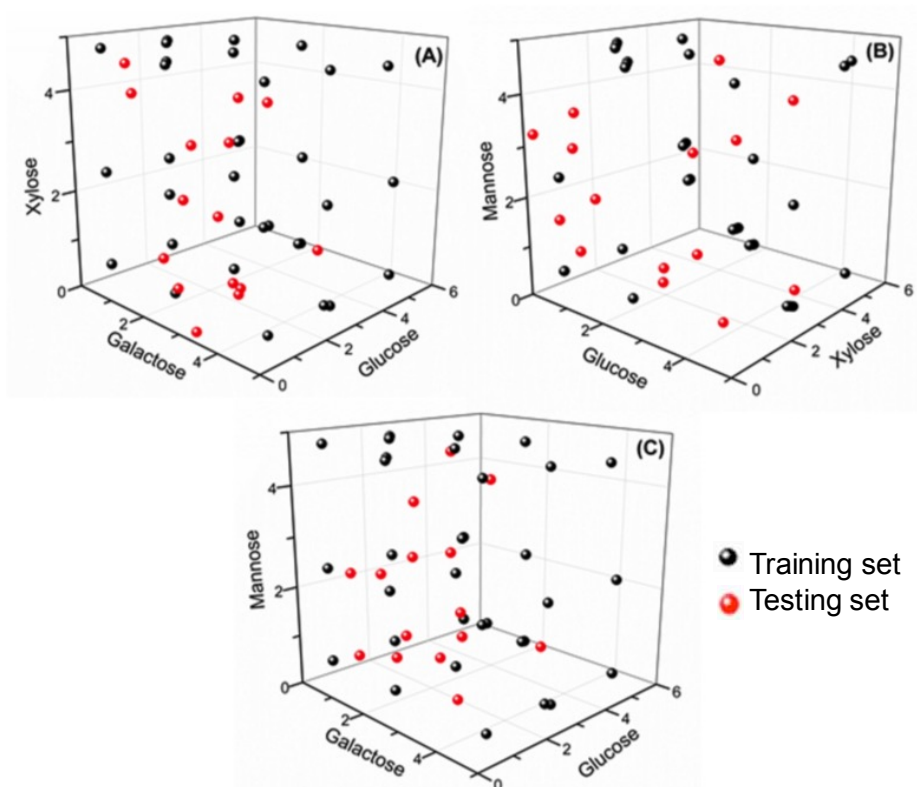 (A)
Xylose
4
2
0
2
4
Galactose
0
2
4
6
Glucose
(B)
Mannose
4
2
0
2
4
Glucose
0
2
4
6
Xylose
(C)
Mannose
4
2
0
2
4
Galactose
0
2
4
6
Glucose
Training set
Testing set